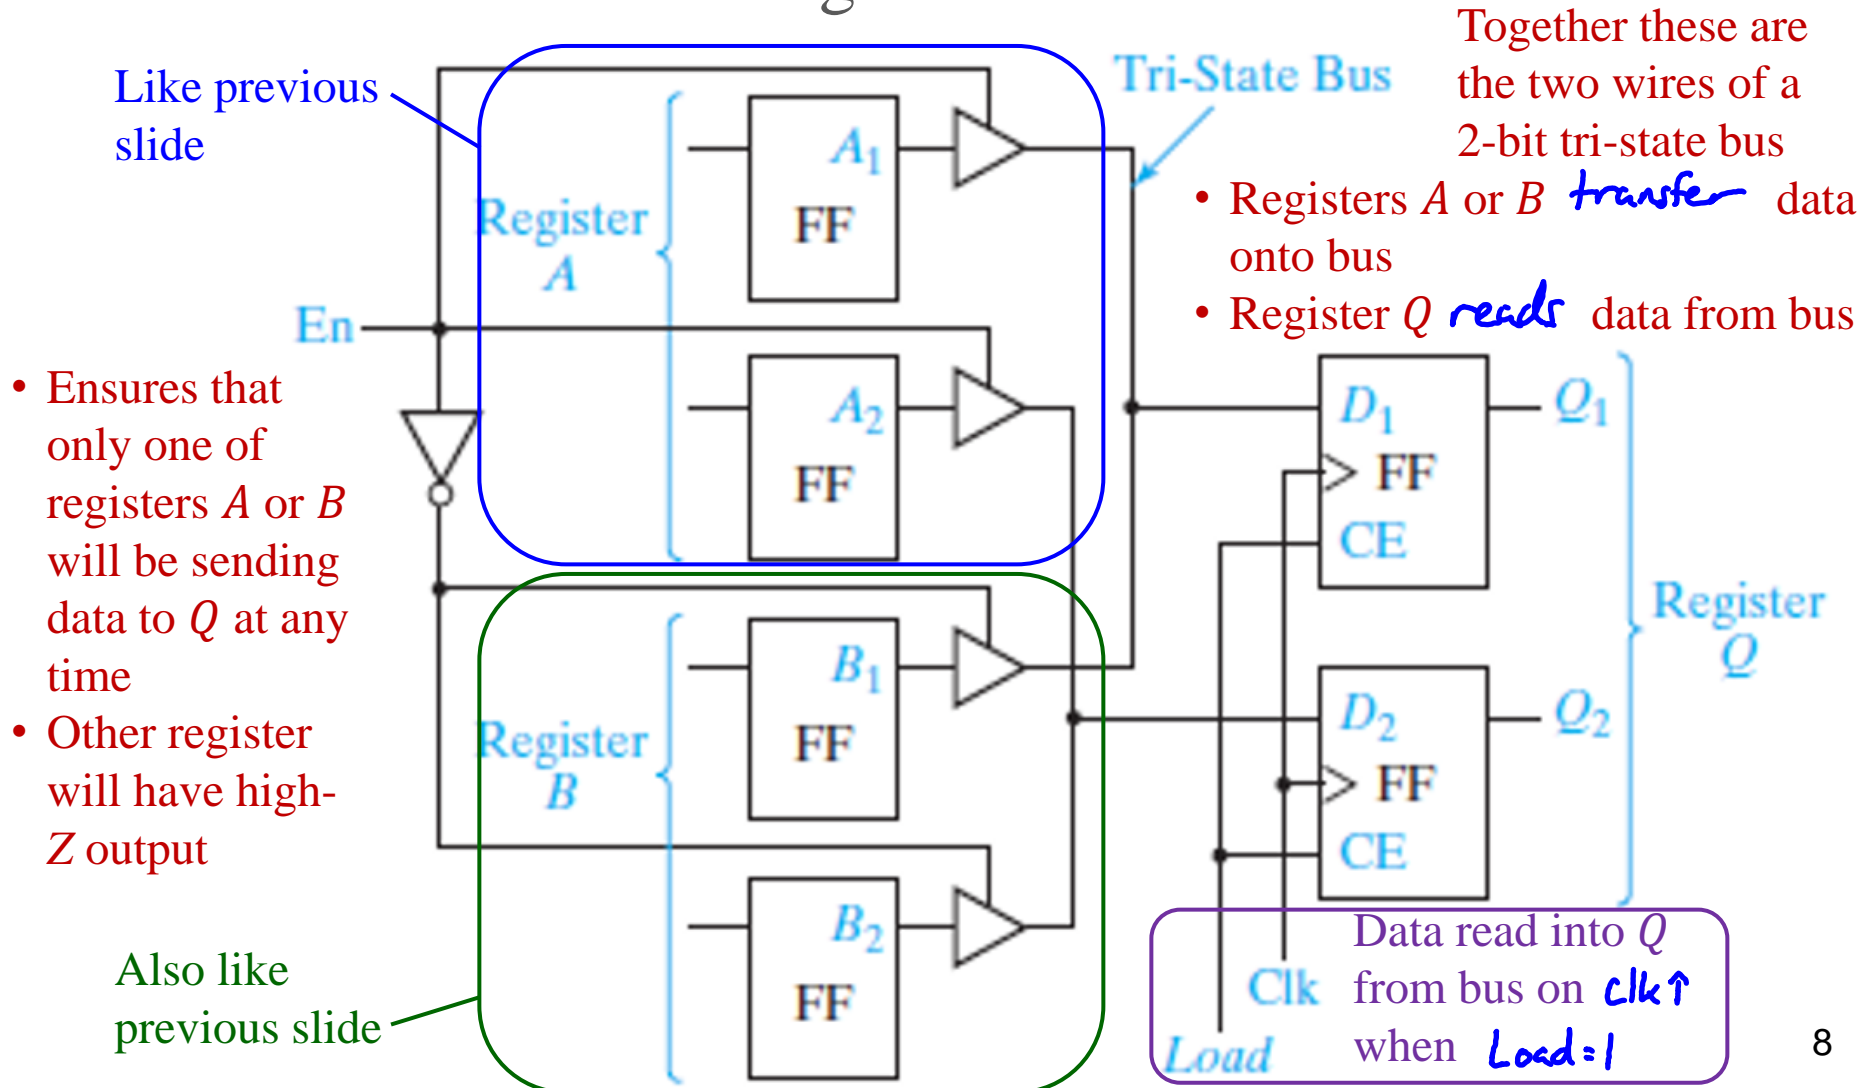 Together these are
the two wires of a
2-bit tri-state bus
• Registers A or B transfer data
onto bus
• Register Q reads data from bus
Like previous
slide
Tri-State Bus
Register
A
A₁
FF
A₂
FF
En
• Ensures that
only one of
registers A or B
will be sending
data to Q at any
time
• Other register
will have high-
Z output
Register
B
B₁
FF
B₂
FF
Also like
previous slide
D₁
FF
CE
Q₁
D₂
FF
CE
Q₂
Register
Q
Clk
Load
Data read into Q
from bus on clk↑
when Load=1
8